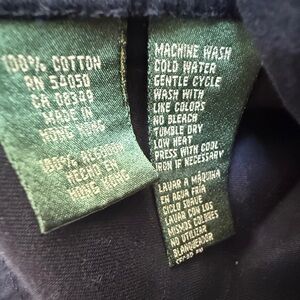 100% COTTON
RN 54050
CA 08349
MADE IN
HONG KONG
100% ALGODON
HECHO EN
HONG KONG
MACHINE WASH
COLD WATER
GENTLE CYCLE
WASH WITH
LIKE COLORS
NO BLEACH
TUMBLE DRY
LOW HEAT
PRESS WITH COOL
IRON IF NECESSARY
LAVAR A MÁQUINA
EN AGUA FRIA
CICLO SUAVE
LAVAR CON LOS
MISMOS COLORES
NO UTILIZAR
BLANQUEADOR